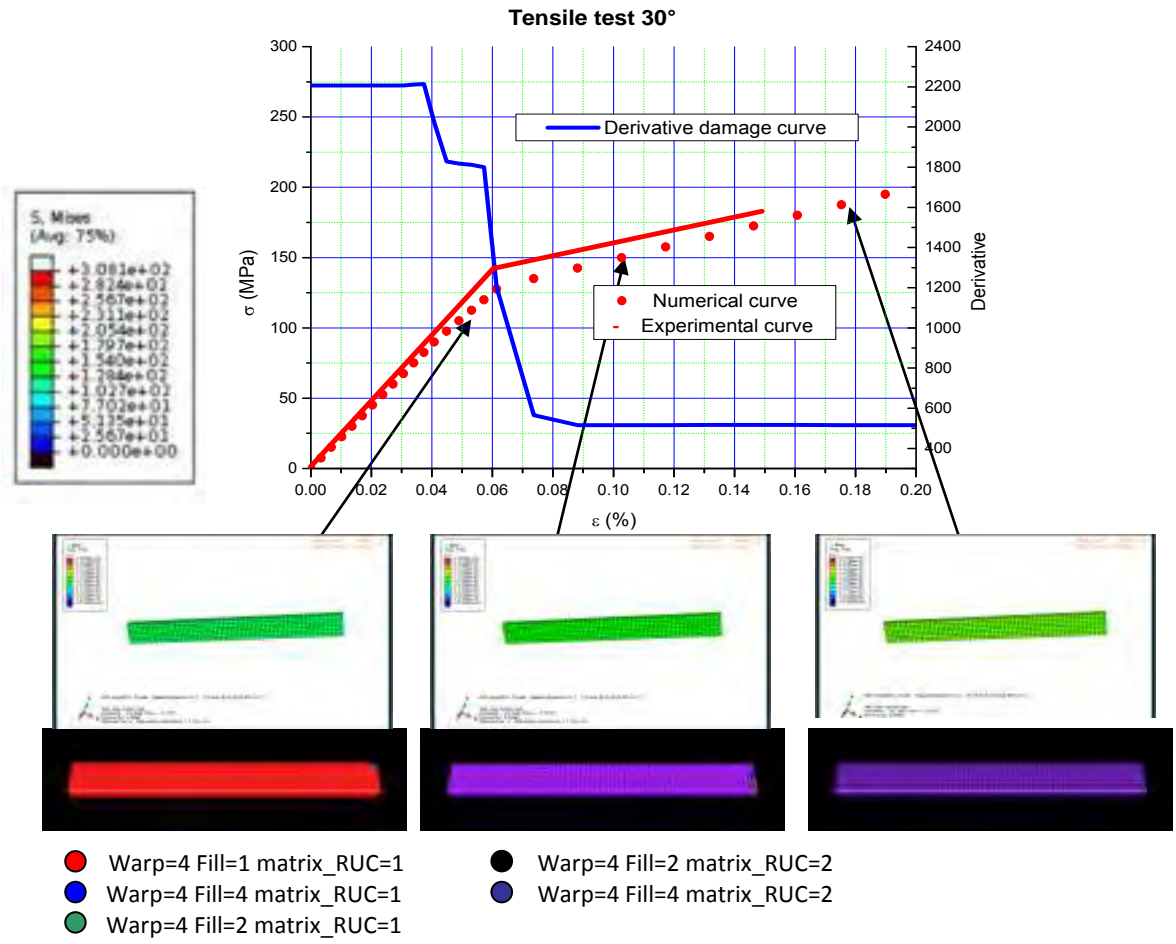 Tensile test 30°
300
250
200
150
100
50
0
σ (MPa)
2400
2200
2000
1800
1600
1400
1200
1000
800
600
400
Derivative
Derivative damage curve
Numerical curve
Experimental curve
0.00 0.02 0.04 0.06 0.08 0.10 0.12 0.14 0.16 0.18 0.20
ε (%)
S, Mises
(Avg: 75%)
+3.081e+02
+2.824e+02
+2.567e+02
+2.311e+02
+2.054e+02
+1.797e+02
+1.540e+02
+1.284e+02
+1.027e+02
+7.702e+01
+5.135e+01
+2.567e+01
+0.000e+00
Warp=4 Fill=1 matrix_RUC=1
Warp=4 Fill=4 matrix_RUC=1
Warp=4 Fill=2 matrix_RUC=1
Warp=4 Fill=2 matrix_RUC=2
Warp=4 Fill=4 matrix_RUC=2